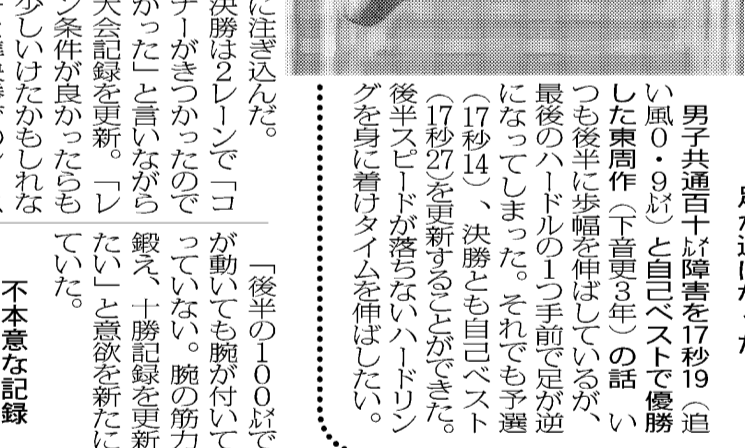 男子共通百十㍍障害を17秒19（追
い風0・9㍍）と自己ベストで優勝
した東周作（下音更3年）の話　い
つも後半に歩幅を伸ばしているが、
最後のハードルの1つ手前で足が逆
になってしまった。それでも予選
（17秒14）、決勝とも自己ベスト
（17秒27）を更新することができた。
後半スピードが落ちないハードリン
グを身に着けタイムを伸ばしたい。
に注ぎ込んだ。
決勝は2レーンで「コ
ナーがきつかったので
かった」と言いながら
大会記録を更新。「レ
ン条件が良かったらも
少しいけたかもしれな
「後半の100㍍で
が動いても腕が付いて
っていない。腕の筋力
鍛え、十勝記録を更新
たい」と意欲を新たに
ていた。
不本意な記録